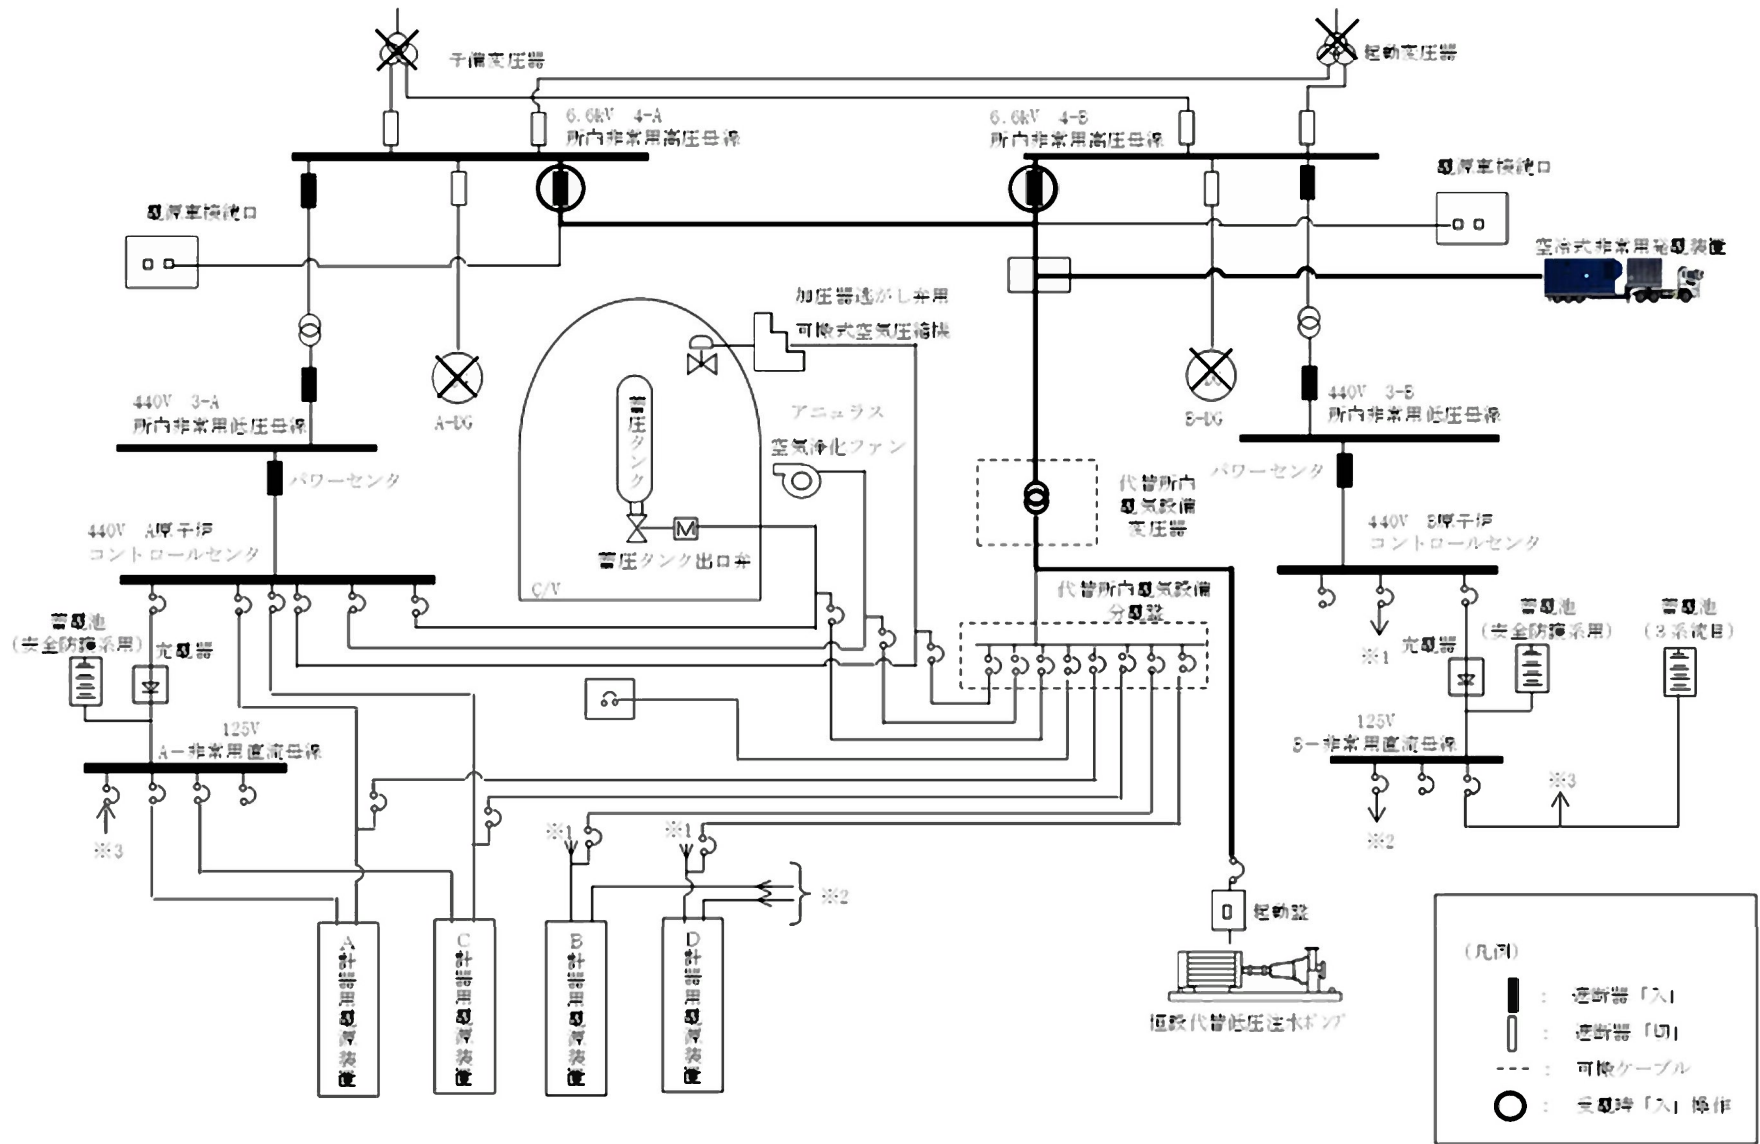 予備変圧器
起動変圧器
6.6kV 4-A
所内非常用高圧母線
6.6kV 4-B
所内非常用高圧母線
電源車接続口
電源車接続口
空冷式非常用発電装置
加圧器逃がし弁用
可搬式空気圧縮機
440V 3-A
所内非常用低圧母線
A-DG
蓄圧タンク
アニュラス
空気浄化ファン
B-DG
440V 3-B
所内非常用低圧母線
パワーセンタ
代替所内
電気設備
変圧器
パワーセンタ
440V A原子炉
コントロールセンタ
蓄圧タンク出口弁
C/V
440V B原子炉
コントロールセンタ
代替所内電気設備
分電盤
蓄電池
(安全防護系用)
充電器
※1
充電器
蓄電池
(安全防護系用)
蓄電池
(3系統目)
125V
A-非常用直流母線
125V
B-非常用直流母線
※3
※1
※1
※2
※2
※3
A計器用電源装置
C計器用電源装置
B計器用電源装置
D計器用電源装置
起動盤
恒設代替低圧注水ポンプ
(凡例)
: 遮断器「入」
: 遮断器「切」
: 可搬ケーブル
: 受電時「入」操作